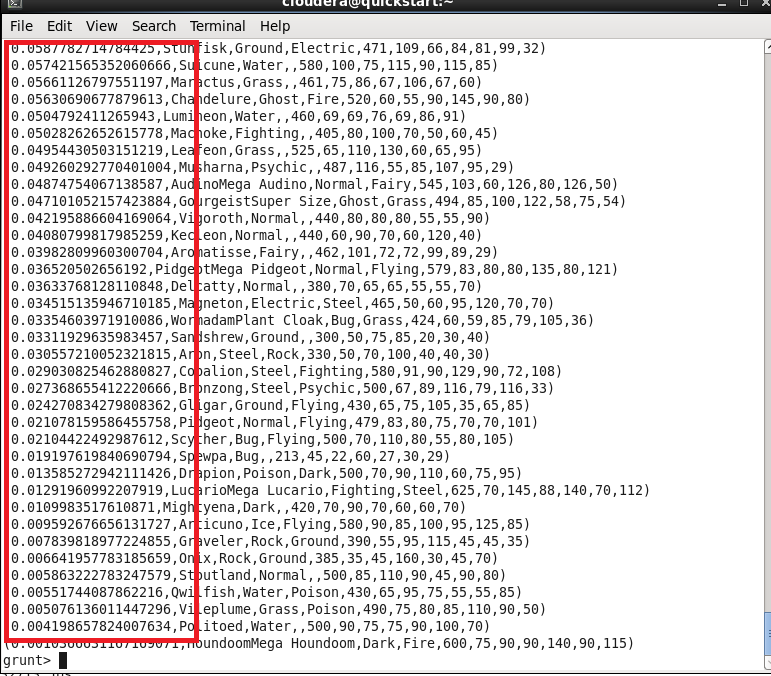 cloudera@quickstart:~
File Edit View Search Terminal Help
0.0587782714784425,Stunfisk,Ground,Electric,471,109,66,84,81,99,32)
0.057421565352060666,Suicune,Water,,580,100,75,115,90,115,85)
0.05661126797551197,Maractus,Grass,,461,75,86,67,106,67,60)
0.05630690677879613,Chandelure,Ghost,Fire,520,60,55,90,145,90,80)
0.0504792411265943,Lumineon,Water,,460,69,69,76,69,86,91)
0.05028262652615778,Machoke,Fighting,,405,80,100,70,50,60,45)
0.04954430503151219,Leafeon,Grass,,525,65,110,130,60,65,95)
0.049260292770401004,Musharna,Psychic,,487,116,55,85,107,95,29)
0.04874754067138587,AudinoMega Audino,Normal,Fairy,545,103,60,126,80,126,50)
0.047101052157423884,GourgeistSuper Size,Ghost,Grass,494,85,100,122,58,75,54)
0.042195886604169064,Vigoroth,Normal,,440,80,80,80,55,55,90)
0.04080799817985259,Kecleon,Normal,,440,60,90,70,60,120,40)
0.03982809960300704,Aromatisse,Fairy,,462,101,72,72,99,89,29)
0.036520502656192,PidgeotMega Pidgeot,Normal,Flying,579,83,80,80,135,80,121)
0.03633768128110848,Delcatty,Normal,,380,70,65,65,55,55,70)
0.034515135946710185,Magneton,Electric,Steel,465,50,60,95,120,70,70)
0.03354603971910086,WormadamPlant Cloak,Bug,Grass,424,60,59,85,79,105,36)
0.03311929635983457,Sandshrew,Ground,,300,50,75,85,20,30,40)
0.030557210052321815,Aron,Steel,Rock,330,50,70,100,40,40,30)
0.029030825462880827,Cobalion,Steel,Fighting,580,91,90,129,90,72,108)
0.027368655412220666,Bronzong,Steel,Psychic,500,67,89,116,79,116,33)
0.024270834279808362,Gligar,Ground,Flying,430,65,75,105,35,65,85)
0.021078159586455758,Pidgeot,Normal,Flying,479,83,80,75,70,70,101)
0.02104422492987612,Scyther,Bug,Flying,500,70,110,80,55,80,105)
0.019197619840690794,Spewpa,Bug,,213,45,22,60,27,30,29)
0.013585272942111426,Drapion,Poison,Dark,500,70,90,110,60,75,95)
0.01291960992207919,LucarioMega Lucario,Fighting,Steel,625,70,145,88,140,70,112)
0.0109983517610871,Mightyena,Dark,,420,70,90,70,60,60,70)
0.009592676656131727,Articuno,Ice,Flying,580,90,85,100,95,125,85)
0.007839818977224855,Graveler,Rock,Ground,390,55,95,115,45,45,35)
0.006641957783185659,Onix,Rock,Ground,385,35,45,160,30,45,70)
0.005863222783247579,Stoutland,Normal,,500,85,110,90,45,90,80)
0.00551744087862216,Qwilfish,Water,Poison,430,65,95,75,55,55,85)
0.005076136011447296,Vileplume,Grass,Poison,490,75,80,85,110,90,50)
0.004198657824007634,Politoed,Water,,500,90,75,75,90,100,70)
(0.0010366051167169071,HoundoomMega Houndoom,Dark,Fire,600,75,90,90,140,90,115)
grunt>